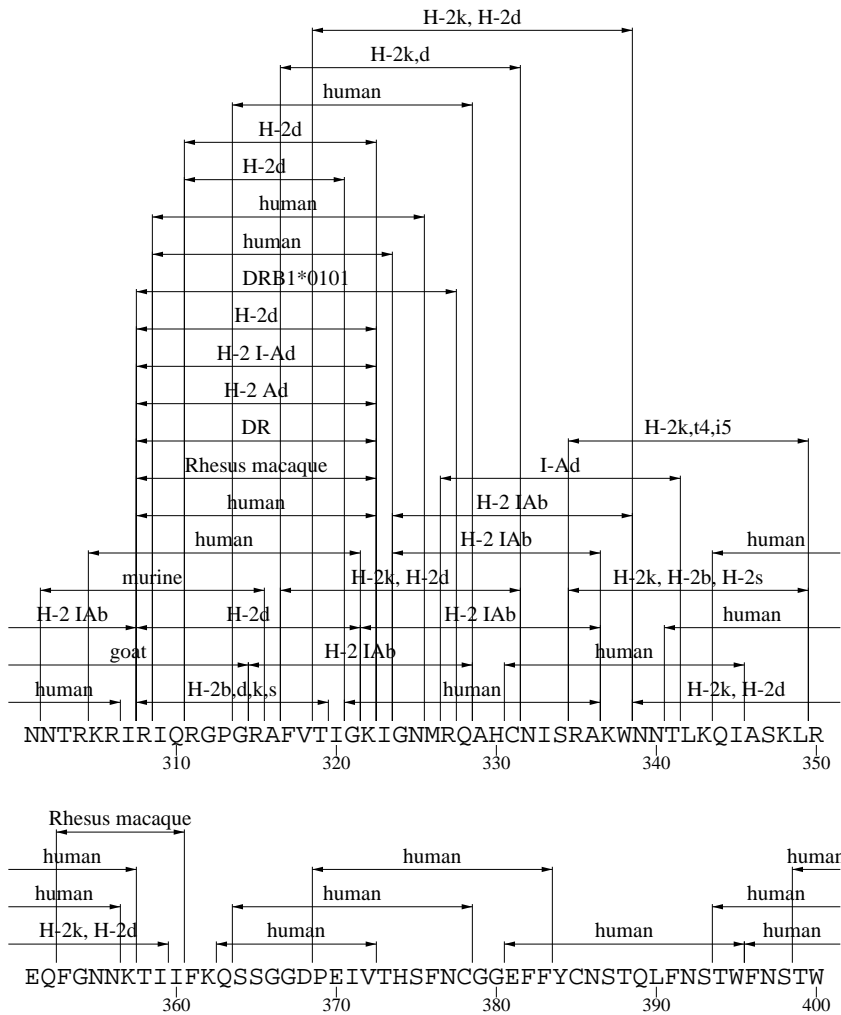 H-2k, H-2d
H-2k,d
human
H-2d
H-2d
human
human
DRB1*0101
H-2d
H-2 I-Ad
H-2 Ad
DR H-2k,t4,i5
Rhesus macaque I-Ad
human H-2 IAb
human H-2 IAb human
murine H-2k, H-2d H-2k, H-2b, H-2s
H-2 IAb H-2d H-2 IAb human
goat H-2 IAb human
human H-2b,d,k,s human H-2k, H-2d
NNTRKRIRIQRGPGRAFVTIGKIGNMRQAHCNISRAKWNNTLKQIASKLR
310 320 330 340 350
Rhesus macaque
human human human
human human human
H-2k, H-2d human human human
EQFGNNKTIIFKQSSGGDPEIVTHSFNCGGEFFYCNSTQLFNSTWFNSTW
360 370 380 390 400